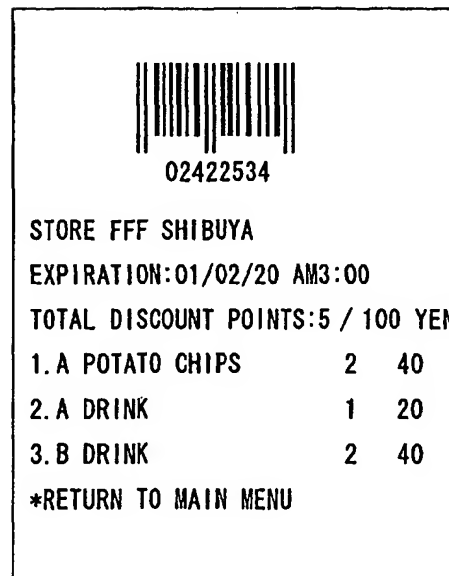 02422534
STORE FFF SHIBUYA
EXPIRATION:01/02/20 AM3:00
TOTAL DISCOUNT POINTS:5 / 100 YEN
1.A POTATO CHIPS 2 40
2.A DRINK 1 20
3.B DRINK 2 40
*RETURN TO MAIN MENU